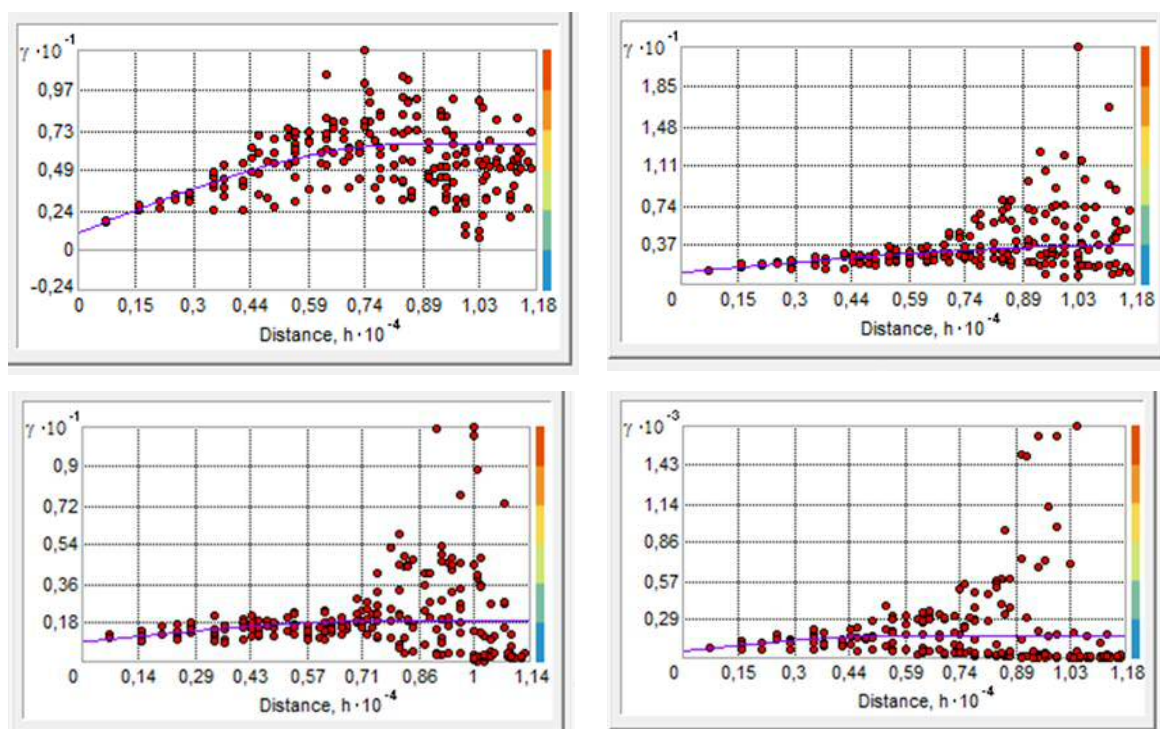 γ · 10⁻¹
0,97
0,73
0,49
0,24
0
-0,24
0 0,15 0,3 0,44 0,59 0,74 0,89 1,03 1,18
Distance, h · 10⁻⁴
γ · 10⁻¹
1,85
1,48
1,11
0,74
0,37
0 0,15 0,3 0,44 0,59 0,74 0,89 1,03 1,18
Distance, h · 10⁻⁴
γ · 10⁻¹
0,9
0,72
0,54
0,36
0,18
0 0,14 0,29 0,43 0,57 0,71 0,86 1 1,14
Distance, h · 10⁻⁴
γ · 10⁻³
1,43
1,14
0,86
0,57
0,29
0 0,15 0,3 0,44 0,59 0,74 0,89 1,03 1,18
Distance, h · 10⁻⁴